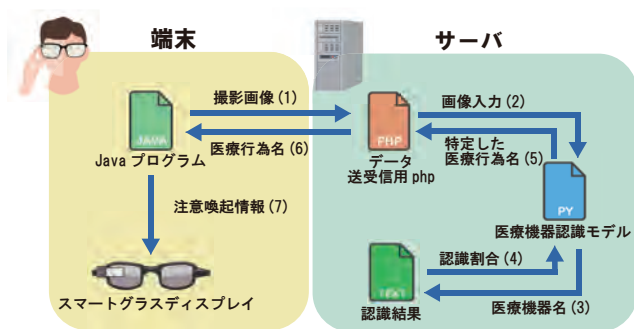 端末
サーバ
撮影画像(1)
画像入力(2)
JAVA
PHP
医療行為名(6)
特定した
医療行為名(5)
Java プログラム
データ
送受信用 php
PY
注意喚起情報(7)
医療機器認識モデル
認識割合(4)
TEXT
スマートグラスディスプレイ
認識結果
医療機器名(3)